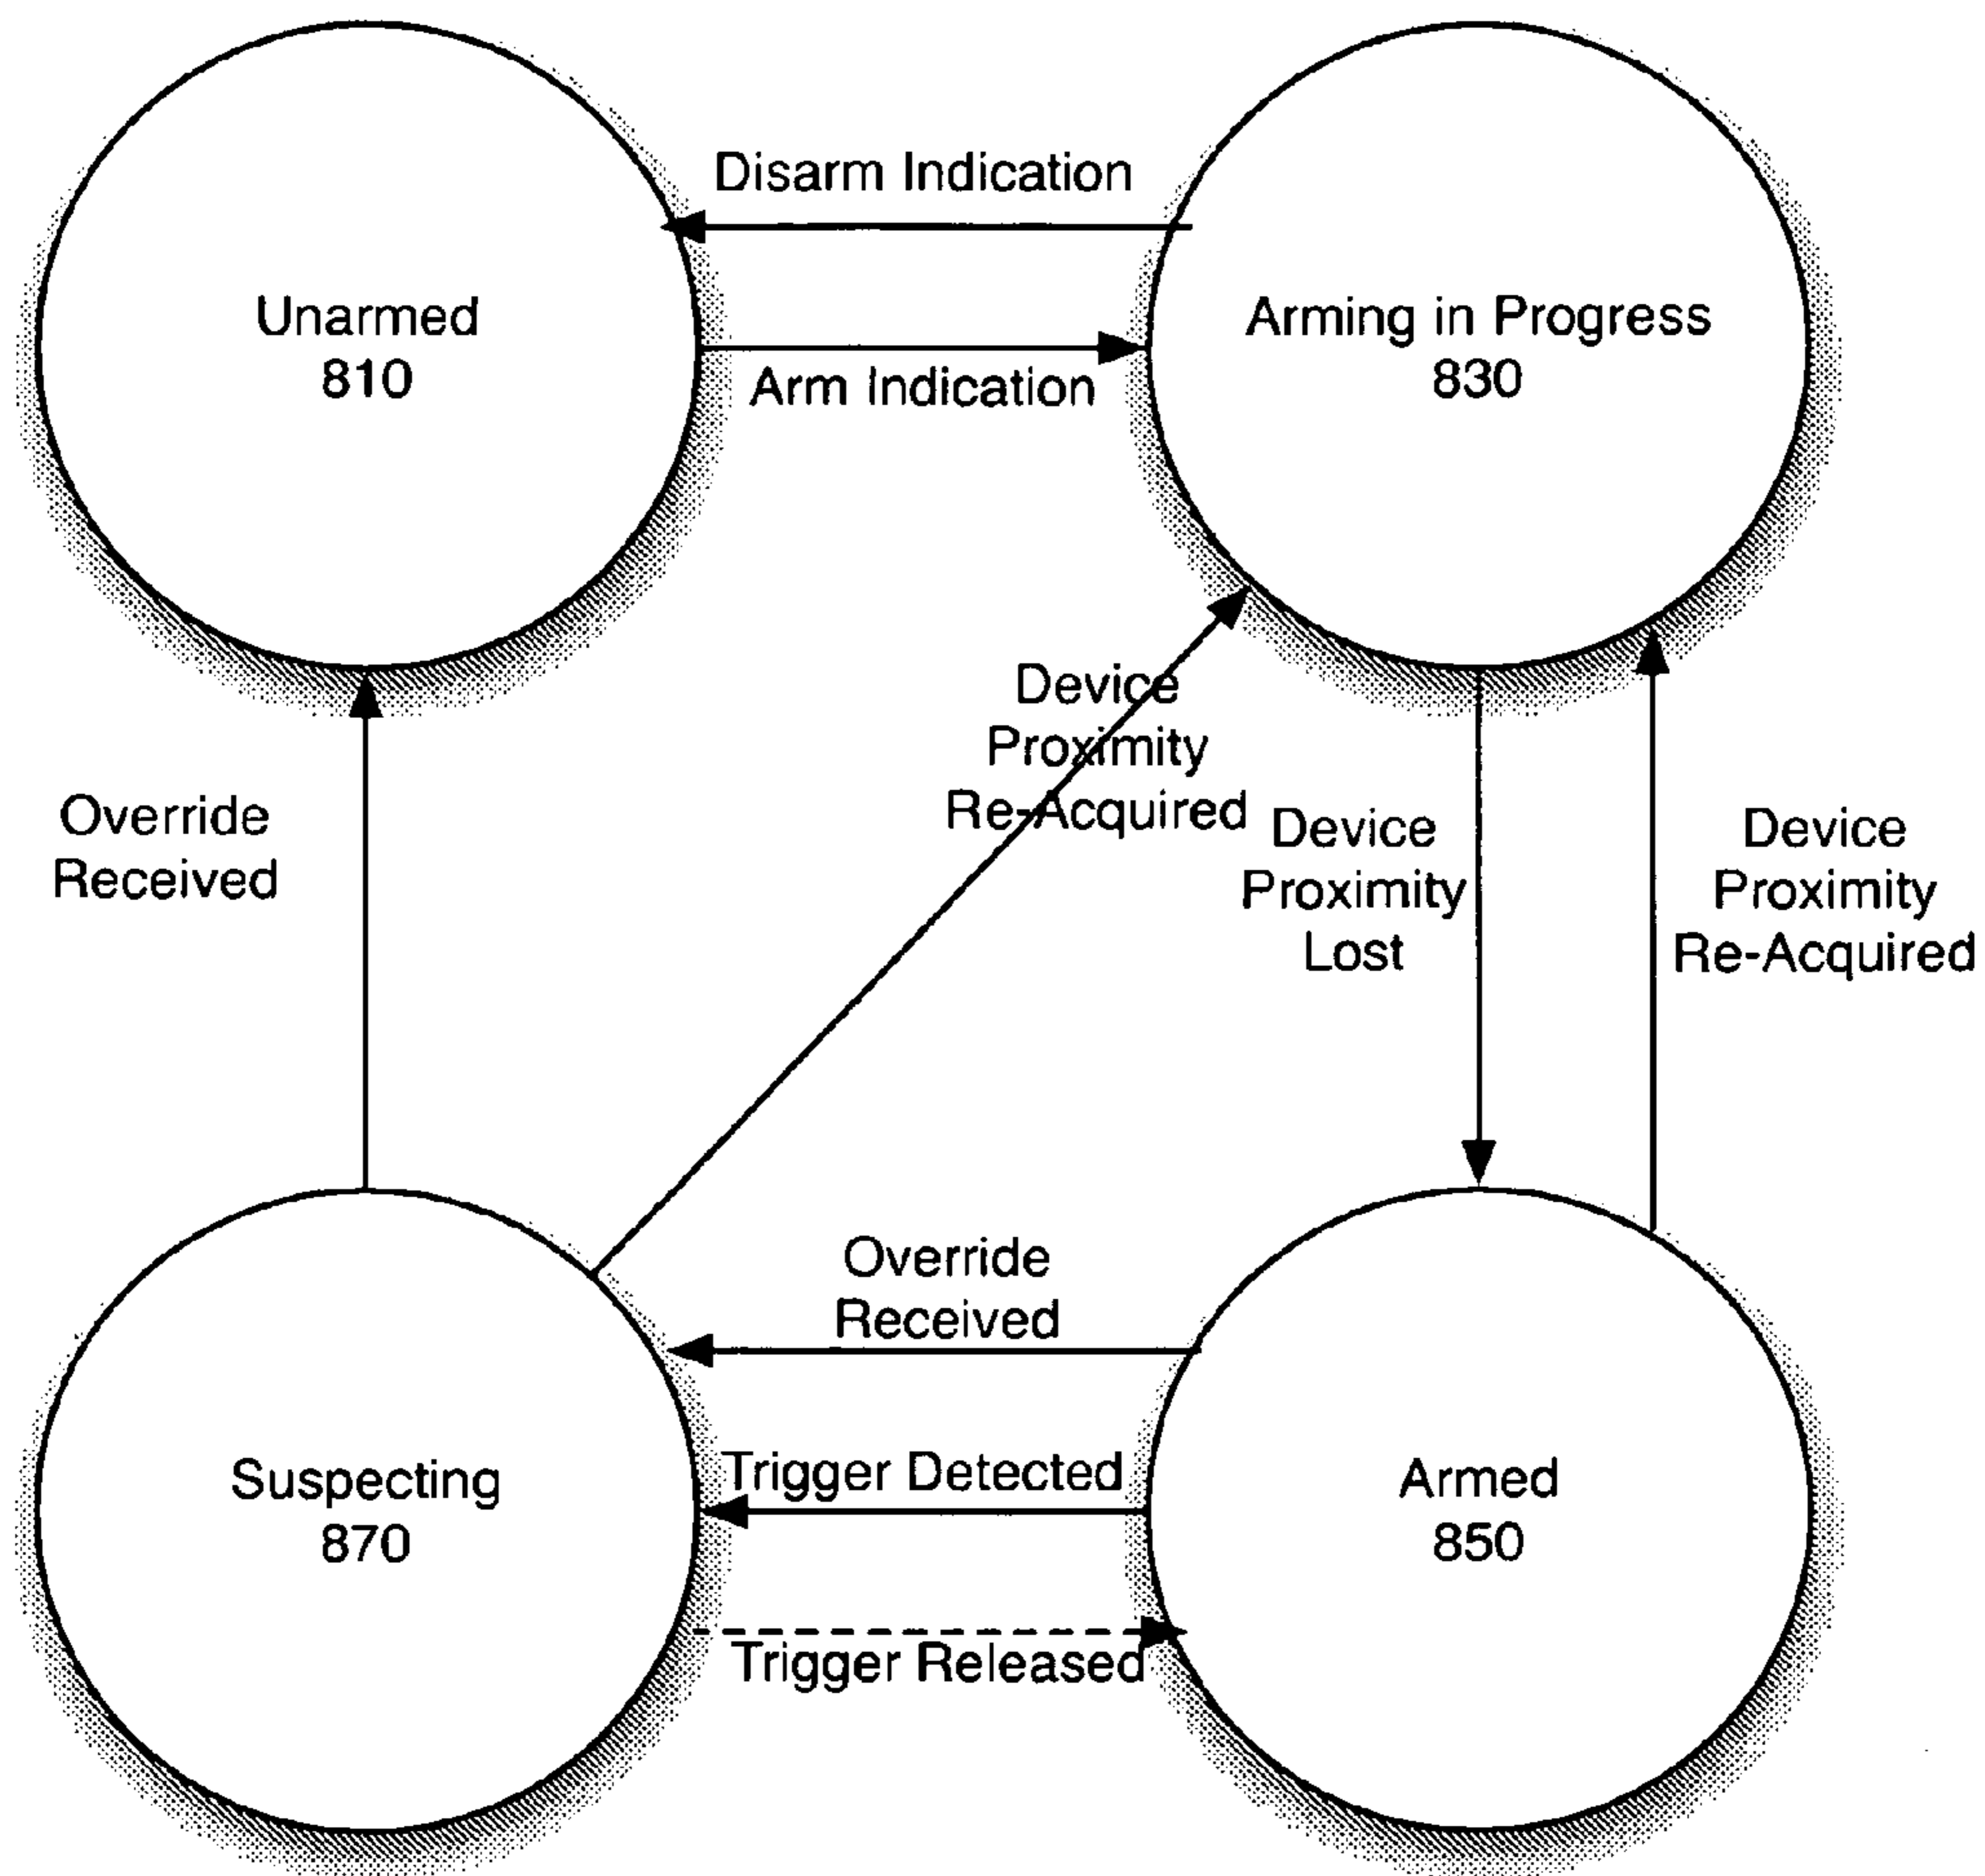 Disarm Indication
Unarmed
810
Arming in Progress
830
Arm Indication
Device
Proximity
Re-Acquired
Override
Received
Device
Proximity
Lost
Device
Proximity
Re-Acquired
Override
Received
Suspecting
870
Trigger Detected
Armed
850
Trigger Released